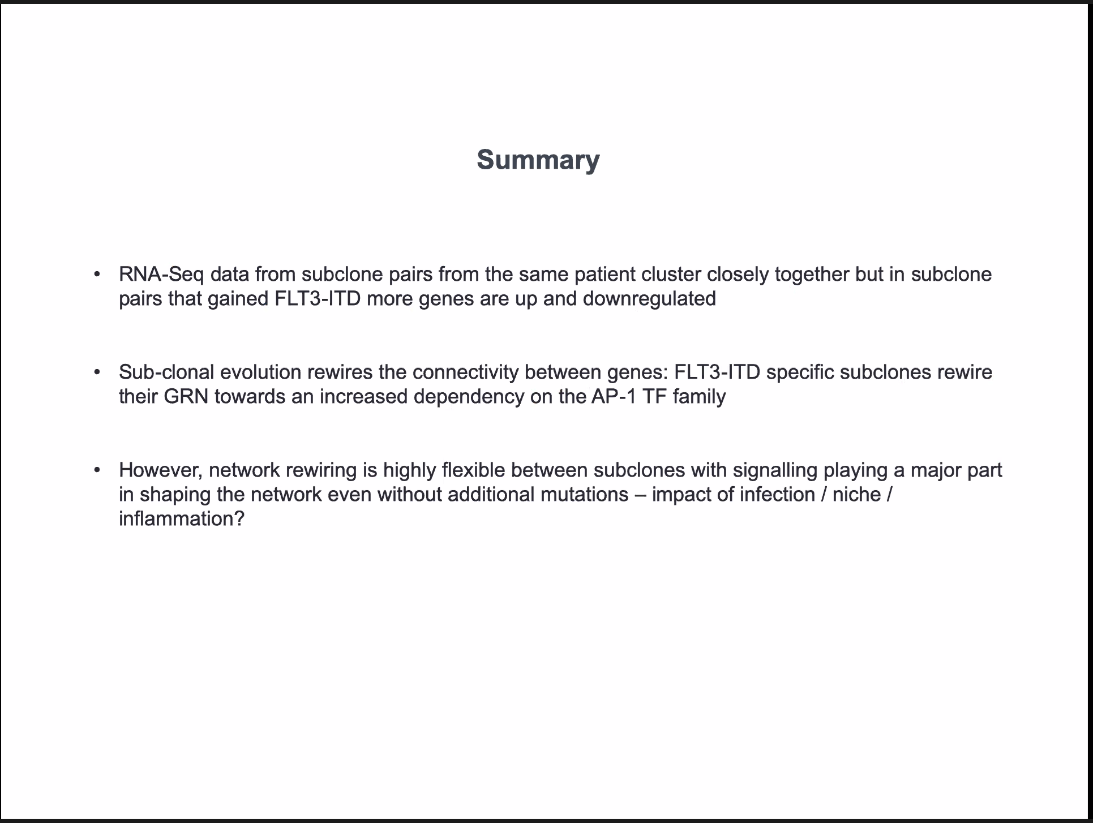 Summary
• RNA-Seq data from subclone pairs from the same patient cluster closely together but in subclone
pairs that gained FLT3-ITD more genes are up and downregulated
• Sub-clonal evolution rewires the connectivity between genes: FLT3-ITD specific subclones rewire
their GRN towards an increased dependency on the AP-1 TF family
• However, network rewiring is highly flexible between subclones with signalling playing a major part
in shaping the network even without additional mutations – impact of infection / niche /
inflammation?